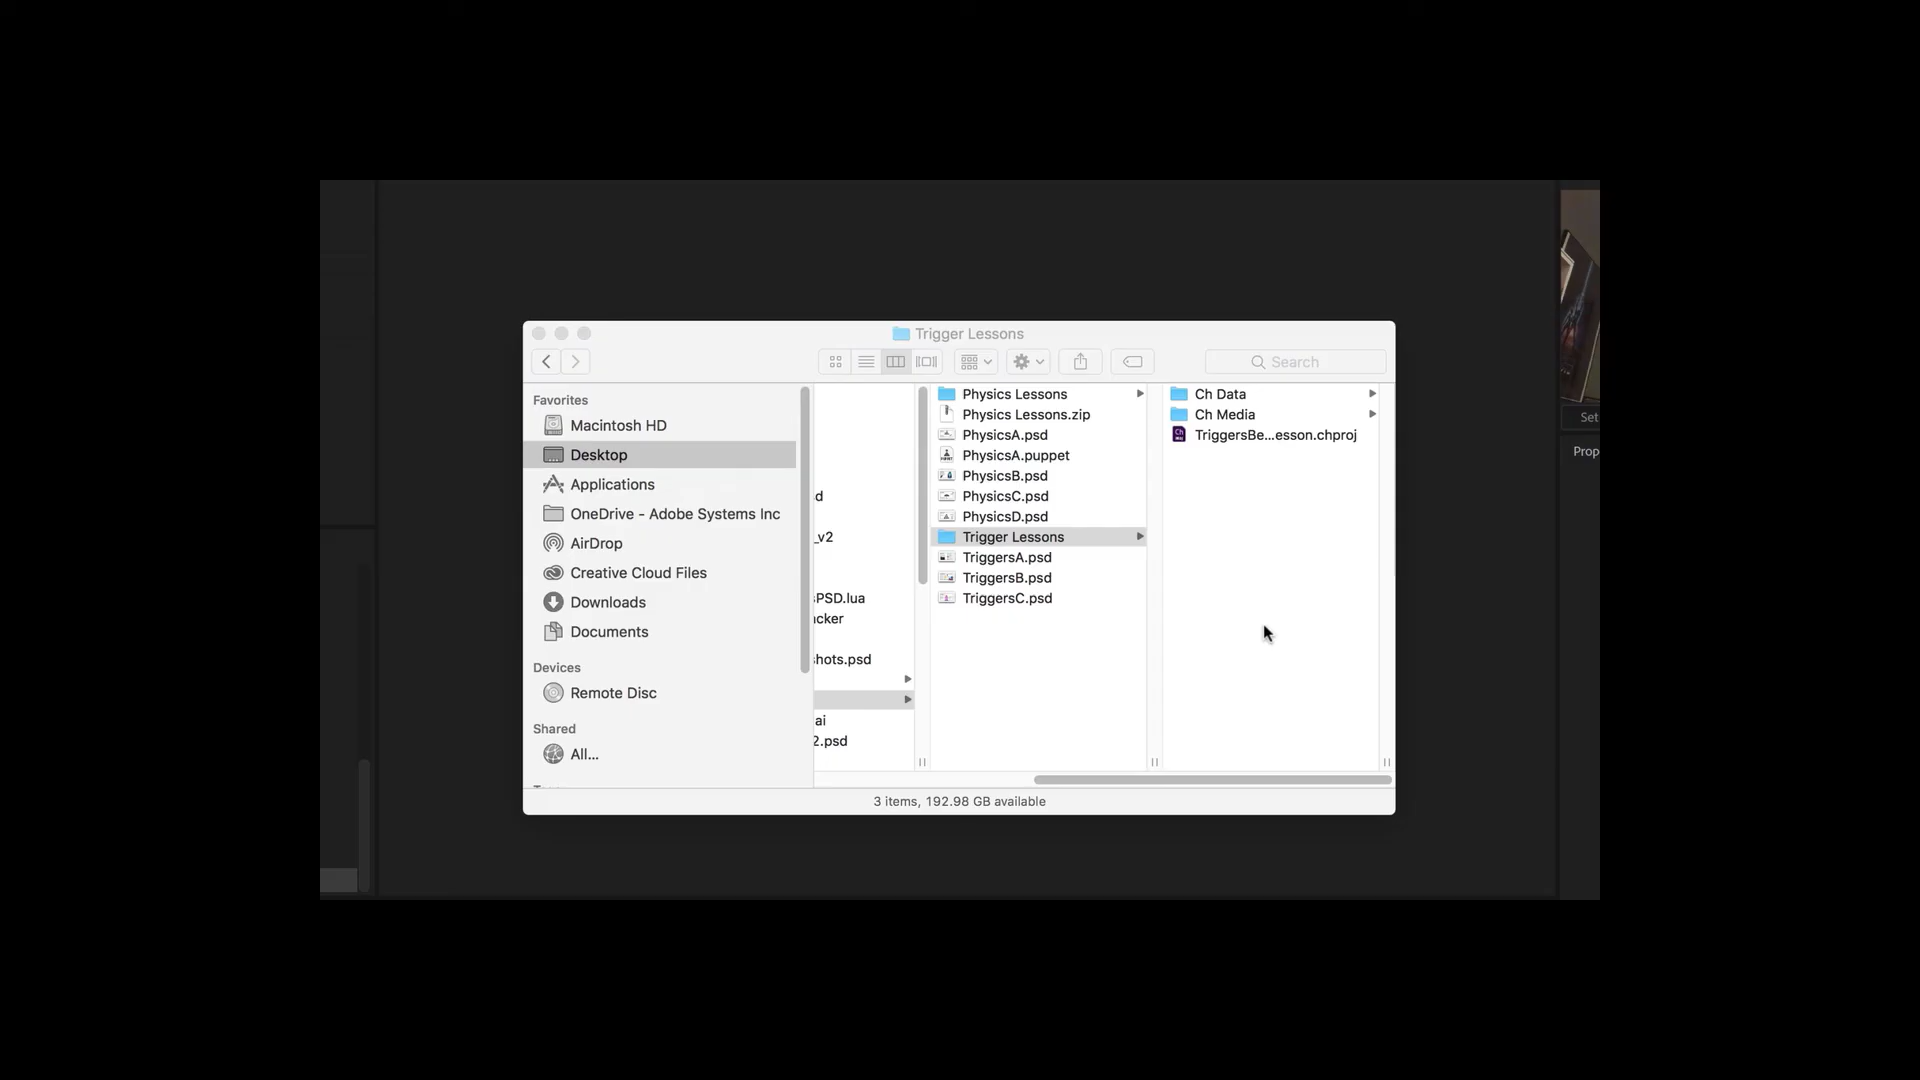 Trigger Lessons
Search
Favorites
Macintosh HD
Desktop
Applications
OneDrive - Adobe Systems Inc
AirDrop
Creative Cloud Files
Downloads
Documents
Devices
Remote Disc
Shared
All...
d
_v2
PSD.lua
cker
hots.psd
ai
2.psd
Physics Lessons
Physics Lessons.zip
PhysicsA.psd
PhysicsA.puppet
PhysicsB.psd
PhysicsC.psd
PhysicsD.psd
Trigger Lessons
TriggersA.psd
TriggersB.psd
TriggersC.psd
Ch Data
Ch Media
TriggersBe...esson.chproj
3 items, 192.98 GB available
Set
Prop